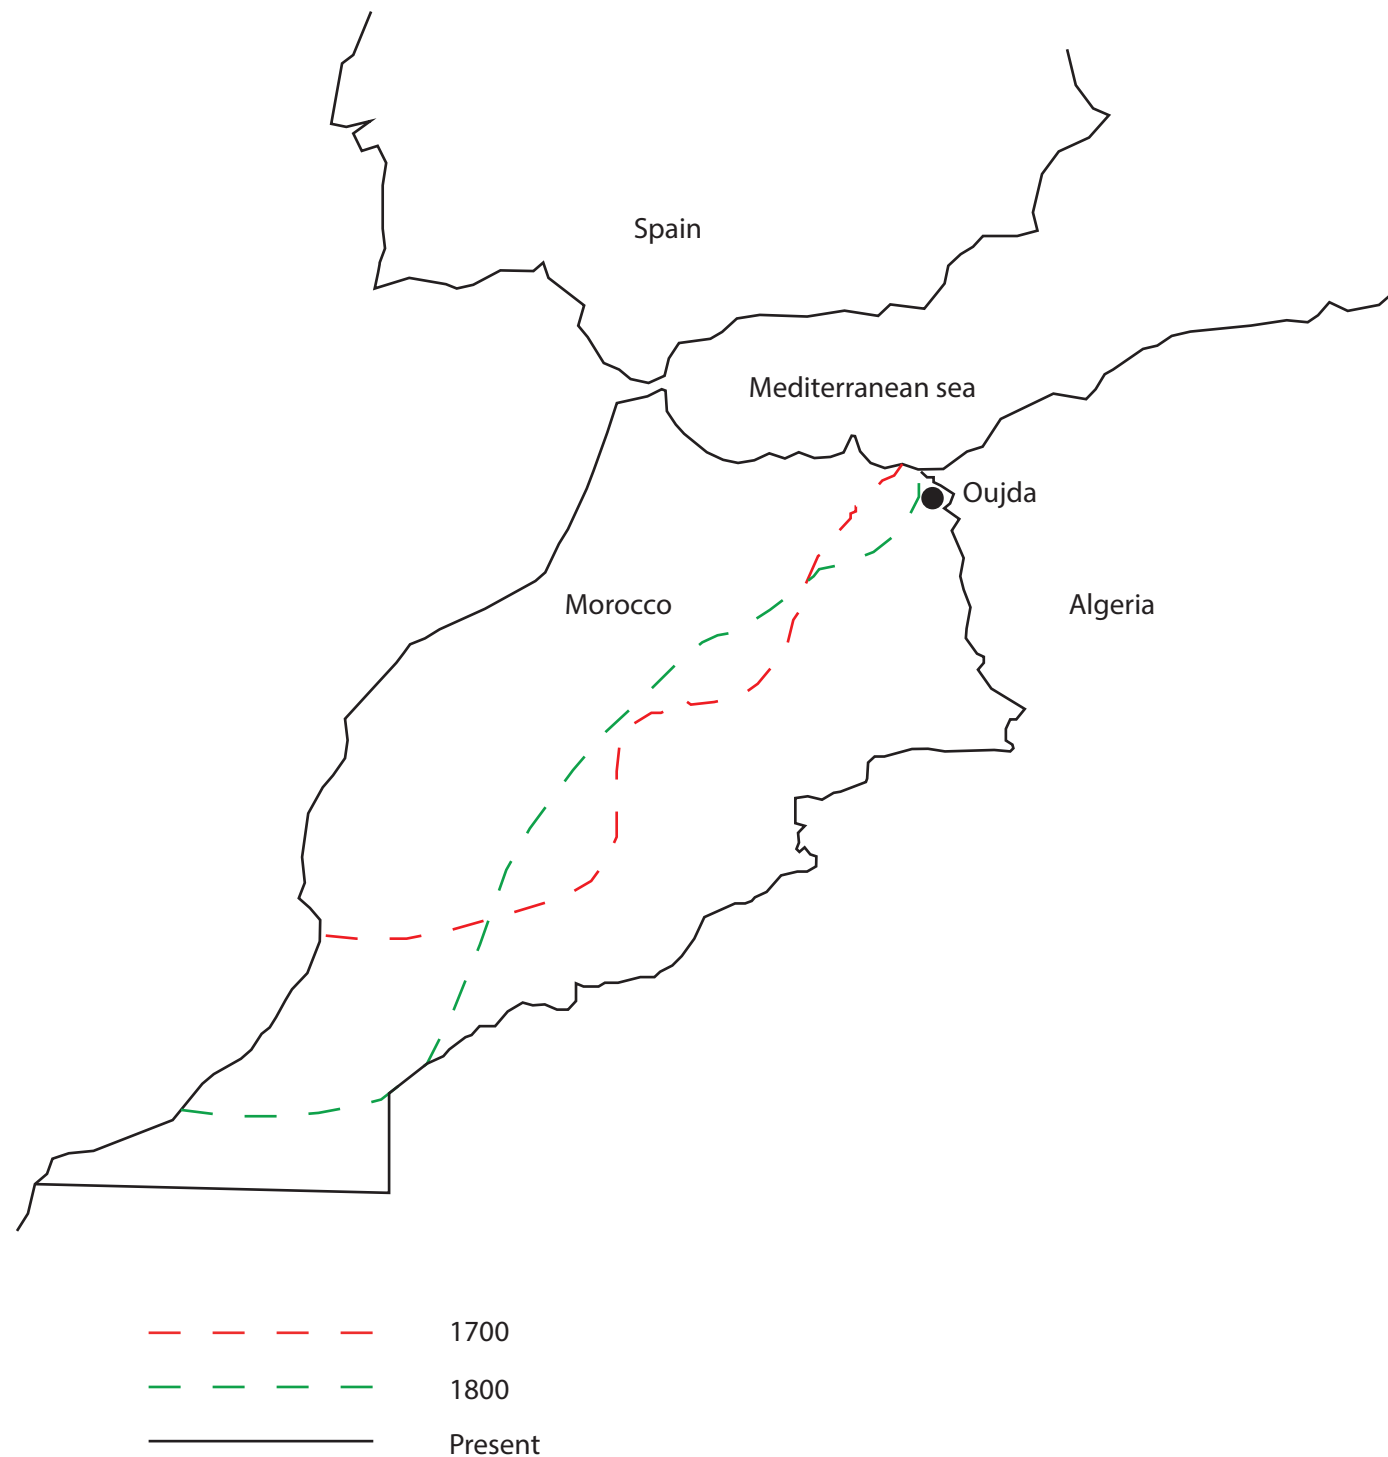 Spain
Mediterranean sea
Oujda
Morocco
Algeria
1700
1800
Present